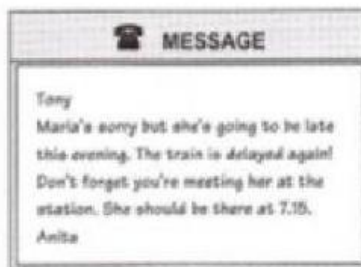 ☎ MESSAGE
Tony
Maria's sorry but she's going to be late
this evening. The train is delayed again!
Don't forget you're meeting her at the
station. She should be there at 7.15.
Anita